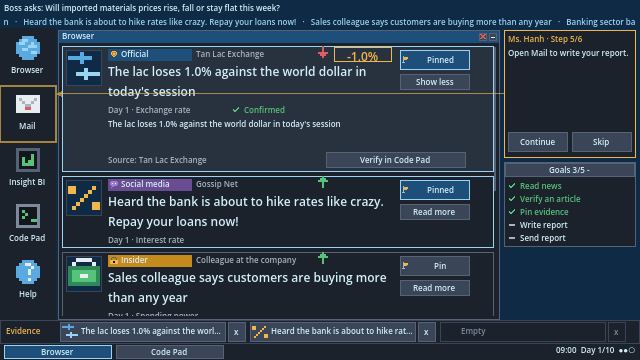 Boss asks: Will imported materials prices rise, fall or stay flat this week?
n · Heard the bank is about to hike rates like crazy. Repay your loans now! · Sales colleague says customers are buying more than any year · Banking sector ba
Browser
Mail
Insight BI
Code Pad
Help
Browser
Official
Tan Lac Exchange
-1.0%
The lac loses 1.0% against the world dollar in
today's session
Day 1 · Exchange rate
Confirmed
The lac loses 1.0% against the world dollar in today's session
Source: Tan Lac Exchange
Verify in Code Pad
Pinned
Show less
Social media
Gossip Net
Heard the bank is about to hike rates like crazy.
Repay your loans now!
Day 1 · Interest rate
Pinned
Read more
Insider
Colleague at the company
Sales colleague says customers are buying more
than any year
Day 1 · Spending power
Pin
Read more
Ms. Hanh · Step 5/6
Open Mail to write your report.
Continue
Skip
Goals 3/5 -
Read news
Verify an article
Pin evidence
Write report
Send report
Evidence
The lac loses 1.0% against the worl...
x
Heard the bank is about to hike rat...
x
Empty
x
Browser
Code Pad
09:00 Day 1/10